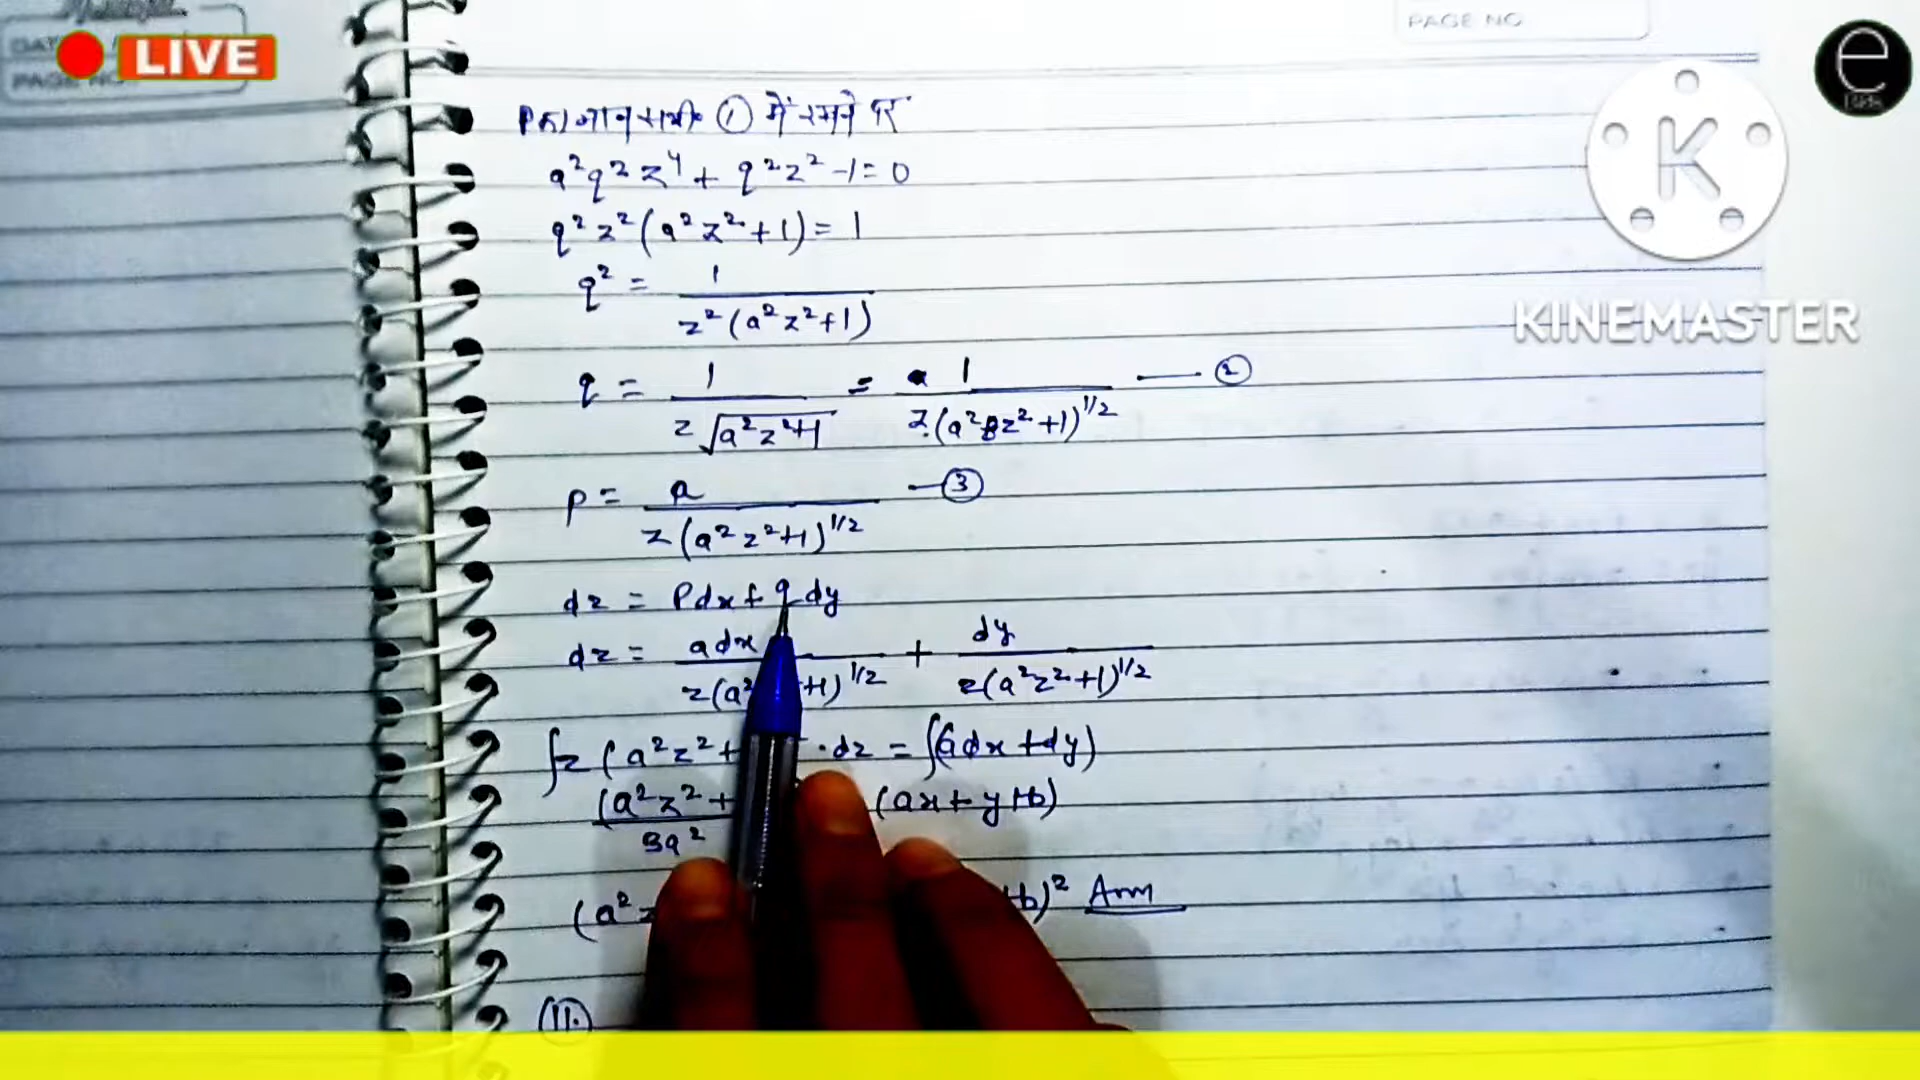 LIVE
PAGE NO
e
K
KINEMASTER
P का मान समी० ① में रखने पर
a²q²z⁴ + q²z² -1 = 0
q²z²(a²z²+1) = 1
q² = 1 / z²(a²z²+1)
q = 1 / z√a²z²+1 = 1 / z(a²z²+1)^1/2 — ②
p = a / z(a²z²+1)^1/2 — ③
dz = Pdx + qdy
dz = adx / z(a² +1)^1/2 + dy / z(a²z²+1)^1/2
∫z(a²z²+ ·dz = ∫(adx + dy)
(a²z²+ / 3a² (ax + y + b)
(a²z +b)² Ans
(II)